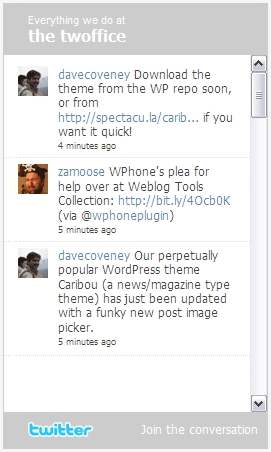 Everything we do at
the twoffice
davecoveney Download the
theme from the WP repo soon,
or from
http://spectacu.la/carib... if you
want it quick!
4 minutes ago
zamoose WPhone's plea for
help over at Weblog Tools
Collection: http://bit.ly/4Ocb0K
(via @wphoneplugin)
5 minutes ago
davecoveney Our perpetually
popular WordPress theme
Caribou (a news/magazine type
theme) has just been updated
with a funky new post image
picker.
5 minutes ago
twitter Join the conversation